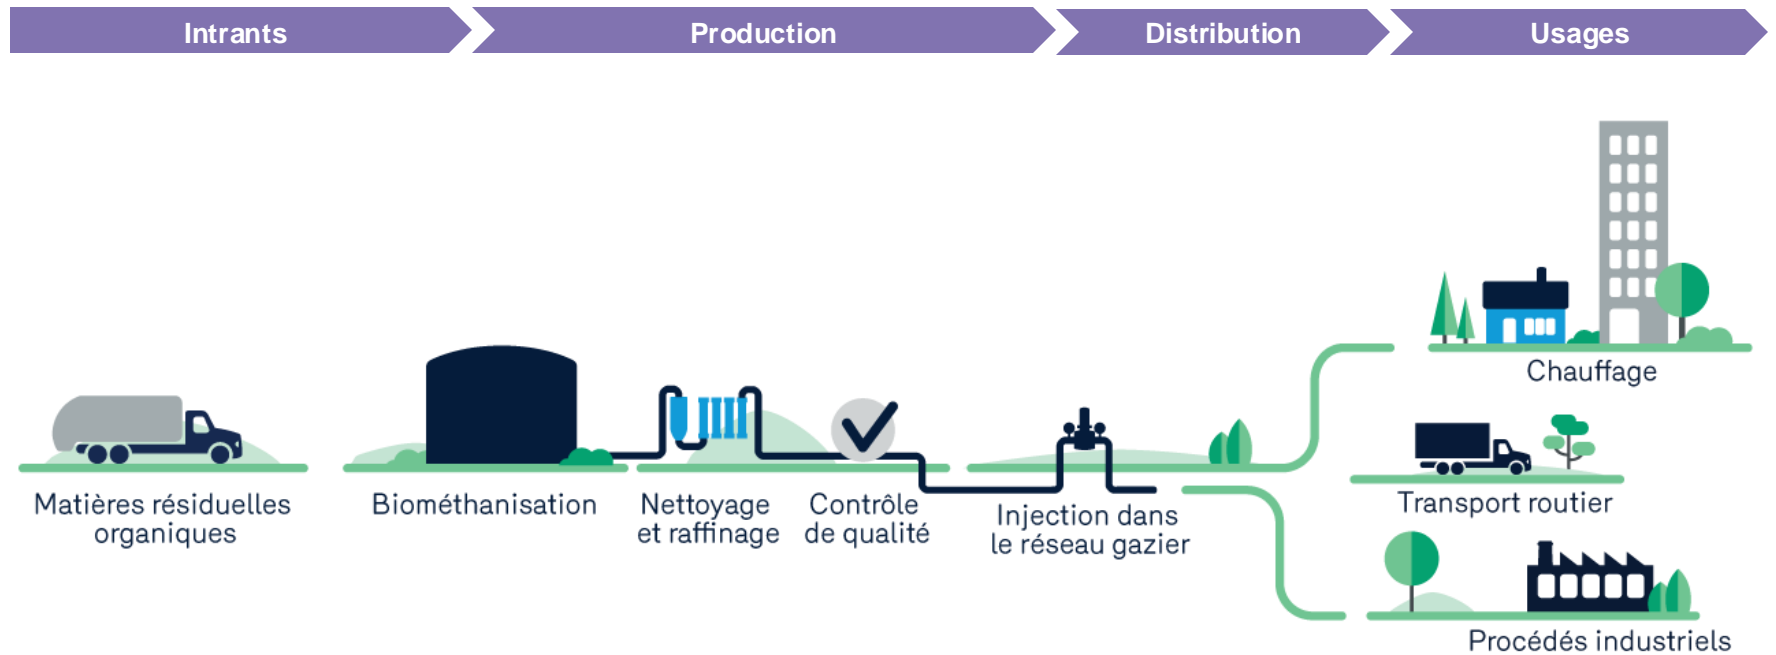 Intrants
Production
Distribution
Usages
Matières résiduelles
organiques
Biométhanisation
Nettoyage
et raffinage
Contrôle
de qualité
Injection dans
le réseau gazier
Chauffage
Transport routier
Procédés industriels